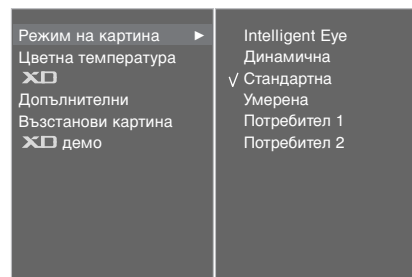 Режим на картина ►
Цветна температура
XD
Допълнителни
Възстанови картина
XD демо
Intelligent Eye
Динамична
√ Стандартна
Умерена
Потребител 1
Потребител 2